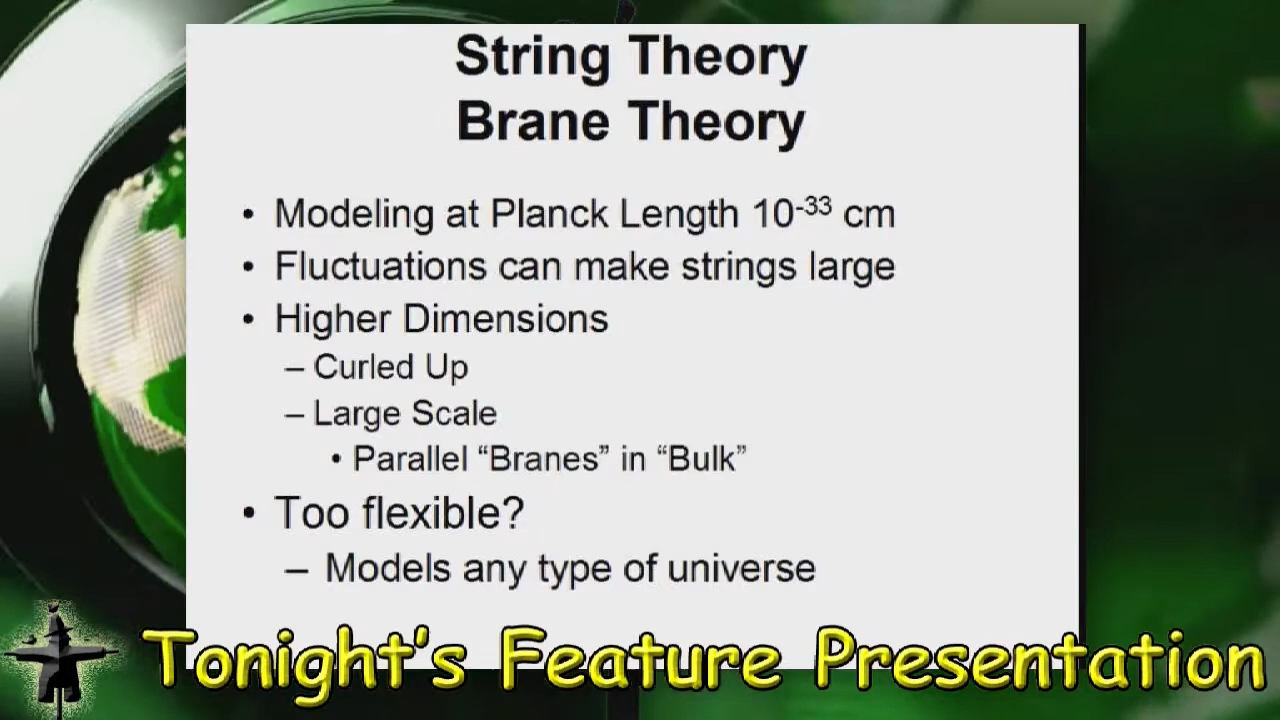 String Theory
Brane Theory
• Modeling at Planck Length 10⁻³³ cm
• Fluctuations can make strings large
• Higher Dimensions
– Curled Up
– Large Scale
• Parallel “Branes” in “Bulk”
• Too flexible?
– Models any type of universe
Tonight's Feature Presentation